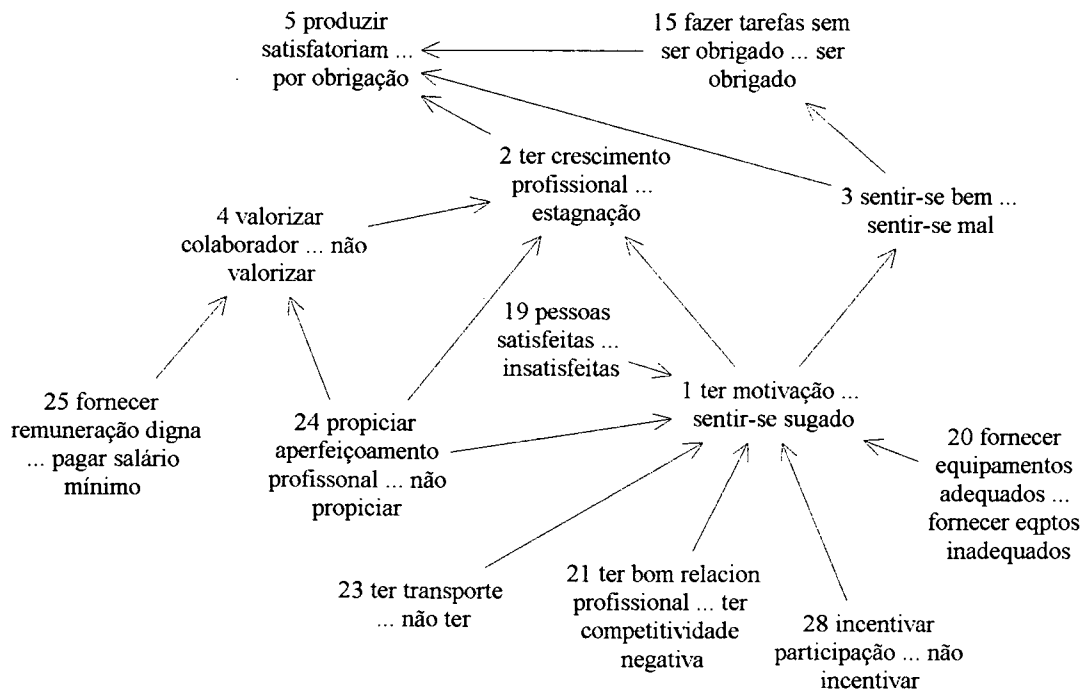 5 produzir
satisfatoriam ...
por obrigação
15 fazer tarefas sem
ser obrigado ... ser
obrigado
2 ter crescimento
profissional ...
estagnação
3 sentir-se bem ...
sentir-se mal
4 valorizar
colaborador ... não
valorizar
19 pessoas
satisfeitas ...
insatisfeitas
1 ter motivação ...
sentir-se sugado
25 fornecer
remuneração digna
... pagar salário
mínimo
24 propiciar
aperfeiçoamento
profissonal ... não
propiciar
20 fornecer
equipamentos
adequados ...
fornecer eqptos
inadequados
23 ter transporte
... não ter
21 ter bom relacion
profissional ... ter
competitividade
negativa
28 incentivar
participação ... não
incentivar